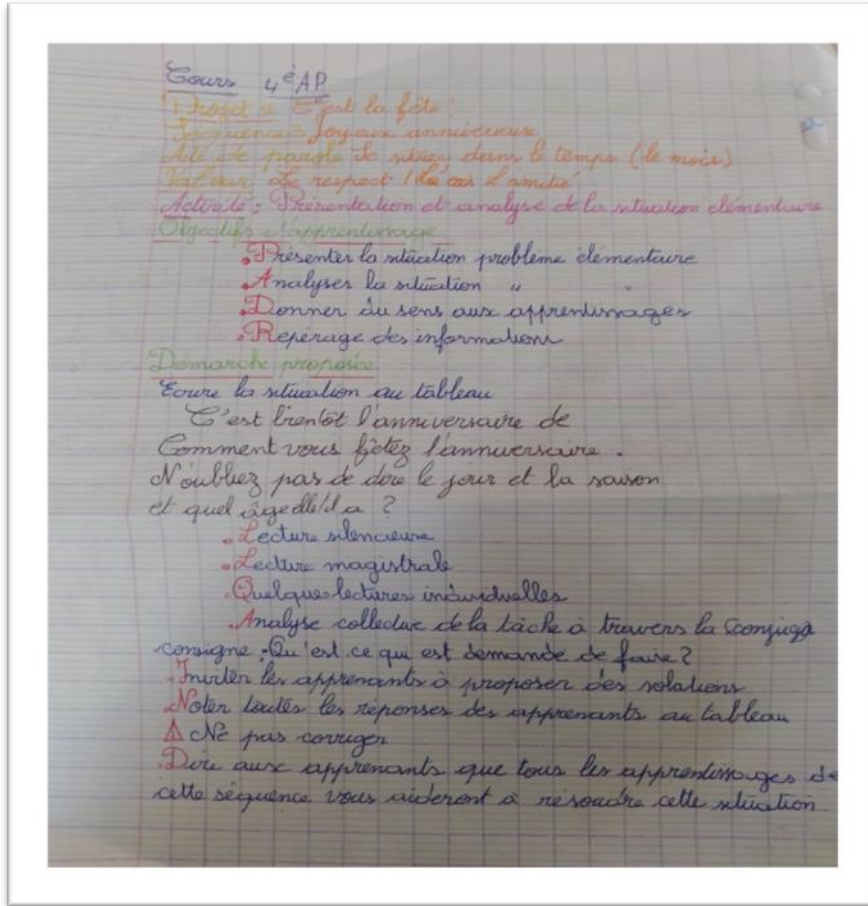 Cours 4è AP
Projet : C'est la fête !
Séquence 3 Joyeux anniversaire
Acte de parole Se situer dans le temps (le mois)
Valeur Le respect L'amitié
Activité : Présentation et analyse de la situation élémentaire
Objectifs d'apprentissage
.Présenter la situation problème élémentaire
.Analyser la situation " "
.Donner du sens aux apprentissages
.Repérage des informations
Demarche proposée
Ecrire la situation au tableau
C'est bientôt l'anniversaire de
Comment vous fêtez l'anniversaire .
N'oubliez pas de dire le jour et la saison
et quel âge elle/il a ?
.Lecture silencieuse
.Lecture magistrale
.Quelques lectures individuelles
.Analyse collective de la tâche à travers la
consigne : Qu'est ce qui est demande de faire ?
.Inviter les apprenants à proposer des solutions
.Noter toutes les réponses des apprenants au tableau
⚠ Ne pas corriger
.Dire aux apprenants que tous les apprentissages de
cette séquence vous aideront à résoudre cette situation